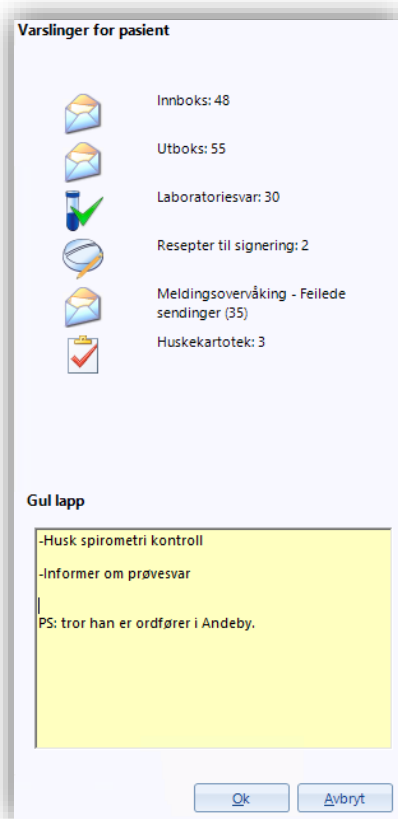 Varslinger for pasient
Innboks: 48
Utboks: 55
Laboratoriesvar: 30
Resepter til signering: 2
Meldingsovervåking - Feilede
sendinger (35)
Huskekartotek: 3
Gul lapp
-Husk spirometri kontroll
-Informer om prøvesvar
PS: tror han er ordfører i Andeby.
Ok
Avbryt